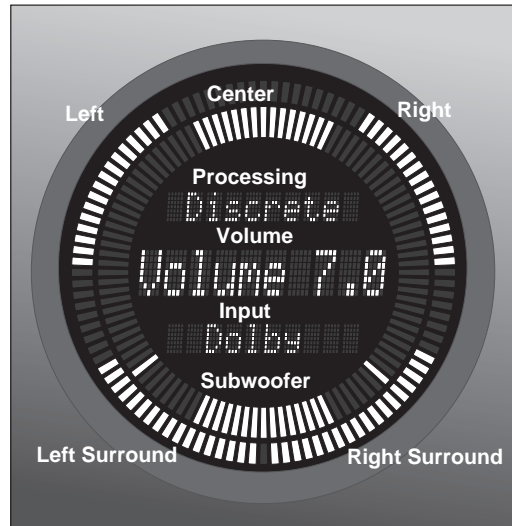 Center
Left
Right
Processing
Discrete
Volume
Volume 7.0
Input
Dolby
Subwoofer
Left Surround
Right Surround